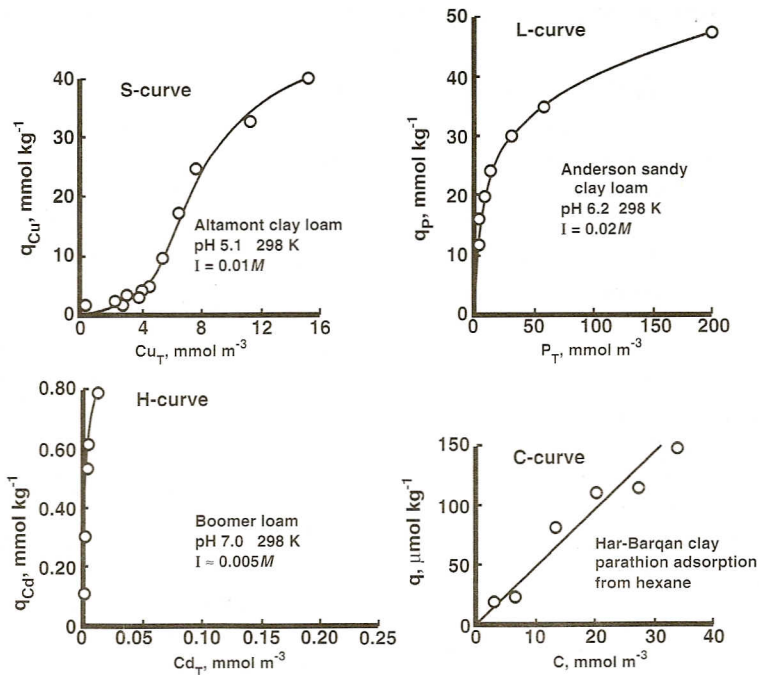 S-curve
40
30
20
10
0
q_Cu, mmol kg⁻¹
Altamont clay loam
pH 5.1 298 K
I = 0.01M
0 4 8 12 16
Cu_T, mmol m⁻³
L-curve
50
40
30
20
10
0
q_P, mmol kg⁻¹
Anderson sandy
clay loam
pH 6.2 298 K
I = 0.02M
0 50 100 150 200
P_T, mmol m⁻³
H-curve
0.80
0.60
0.40
0.20
0
q_Cd, mmol kg⁻¹
Boomer loam
pH 7.0 298 K
I ≈ 0.005M
0 0.05 0.10 0.15 0.20 0.25
Cd_T, mmol m⁻³
C-curve
150
100
50
0
q, μmol kg⁻¹
Har-Barqan clay
parathion adsorption
from hexane
0 10 20 30 40
C, mmol m⁻³